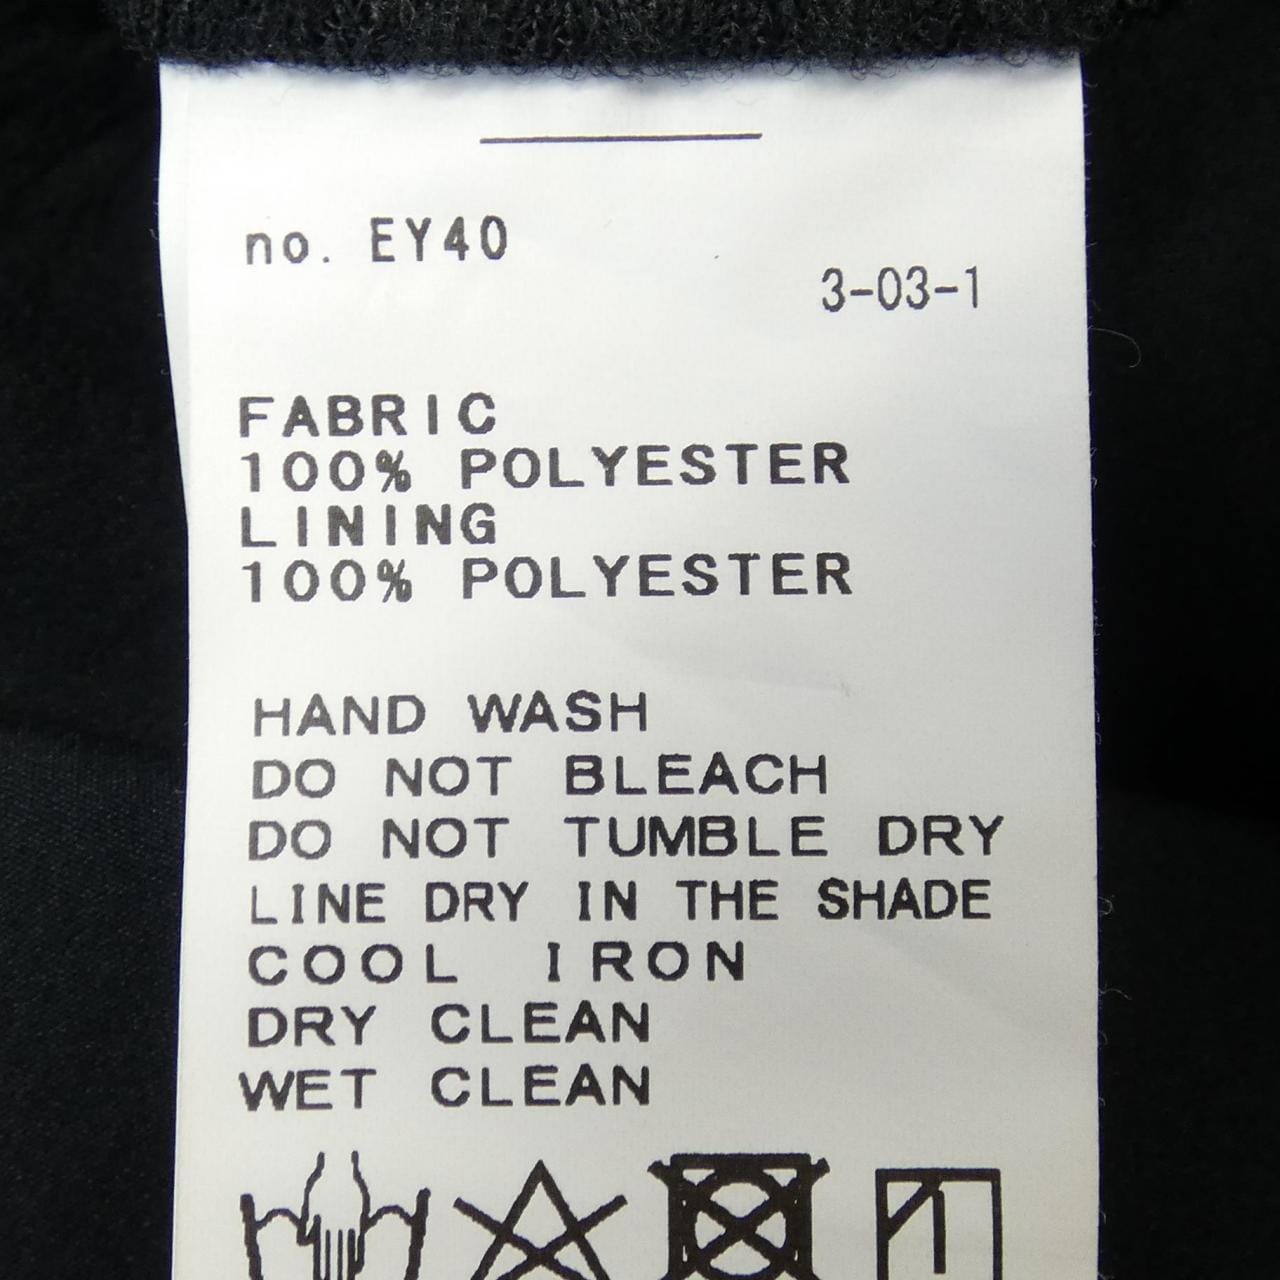 no. EY40
3-03-1
FABRIC
100% POLYESTER
LINING
100% POLYESTER
HAND WASH
DO NOT BLEACH
DO NOT TUMBLE DRY
LINE DRY IN THE SHADE
COOL IRON
DRY CLEAN
WET CLEAN